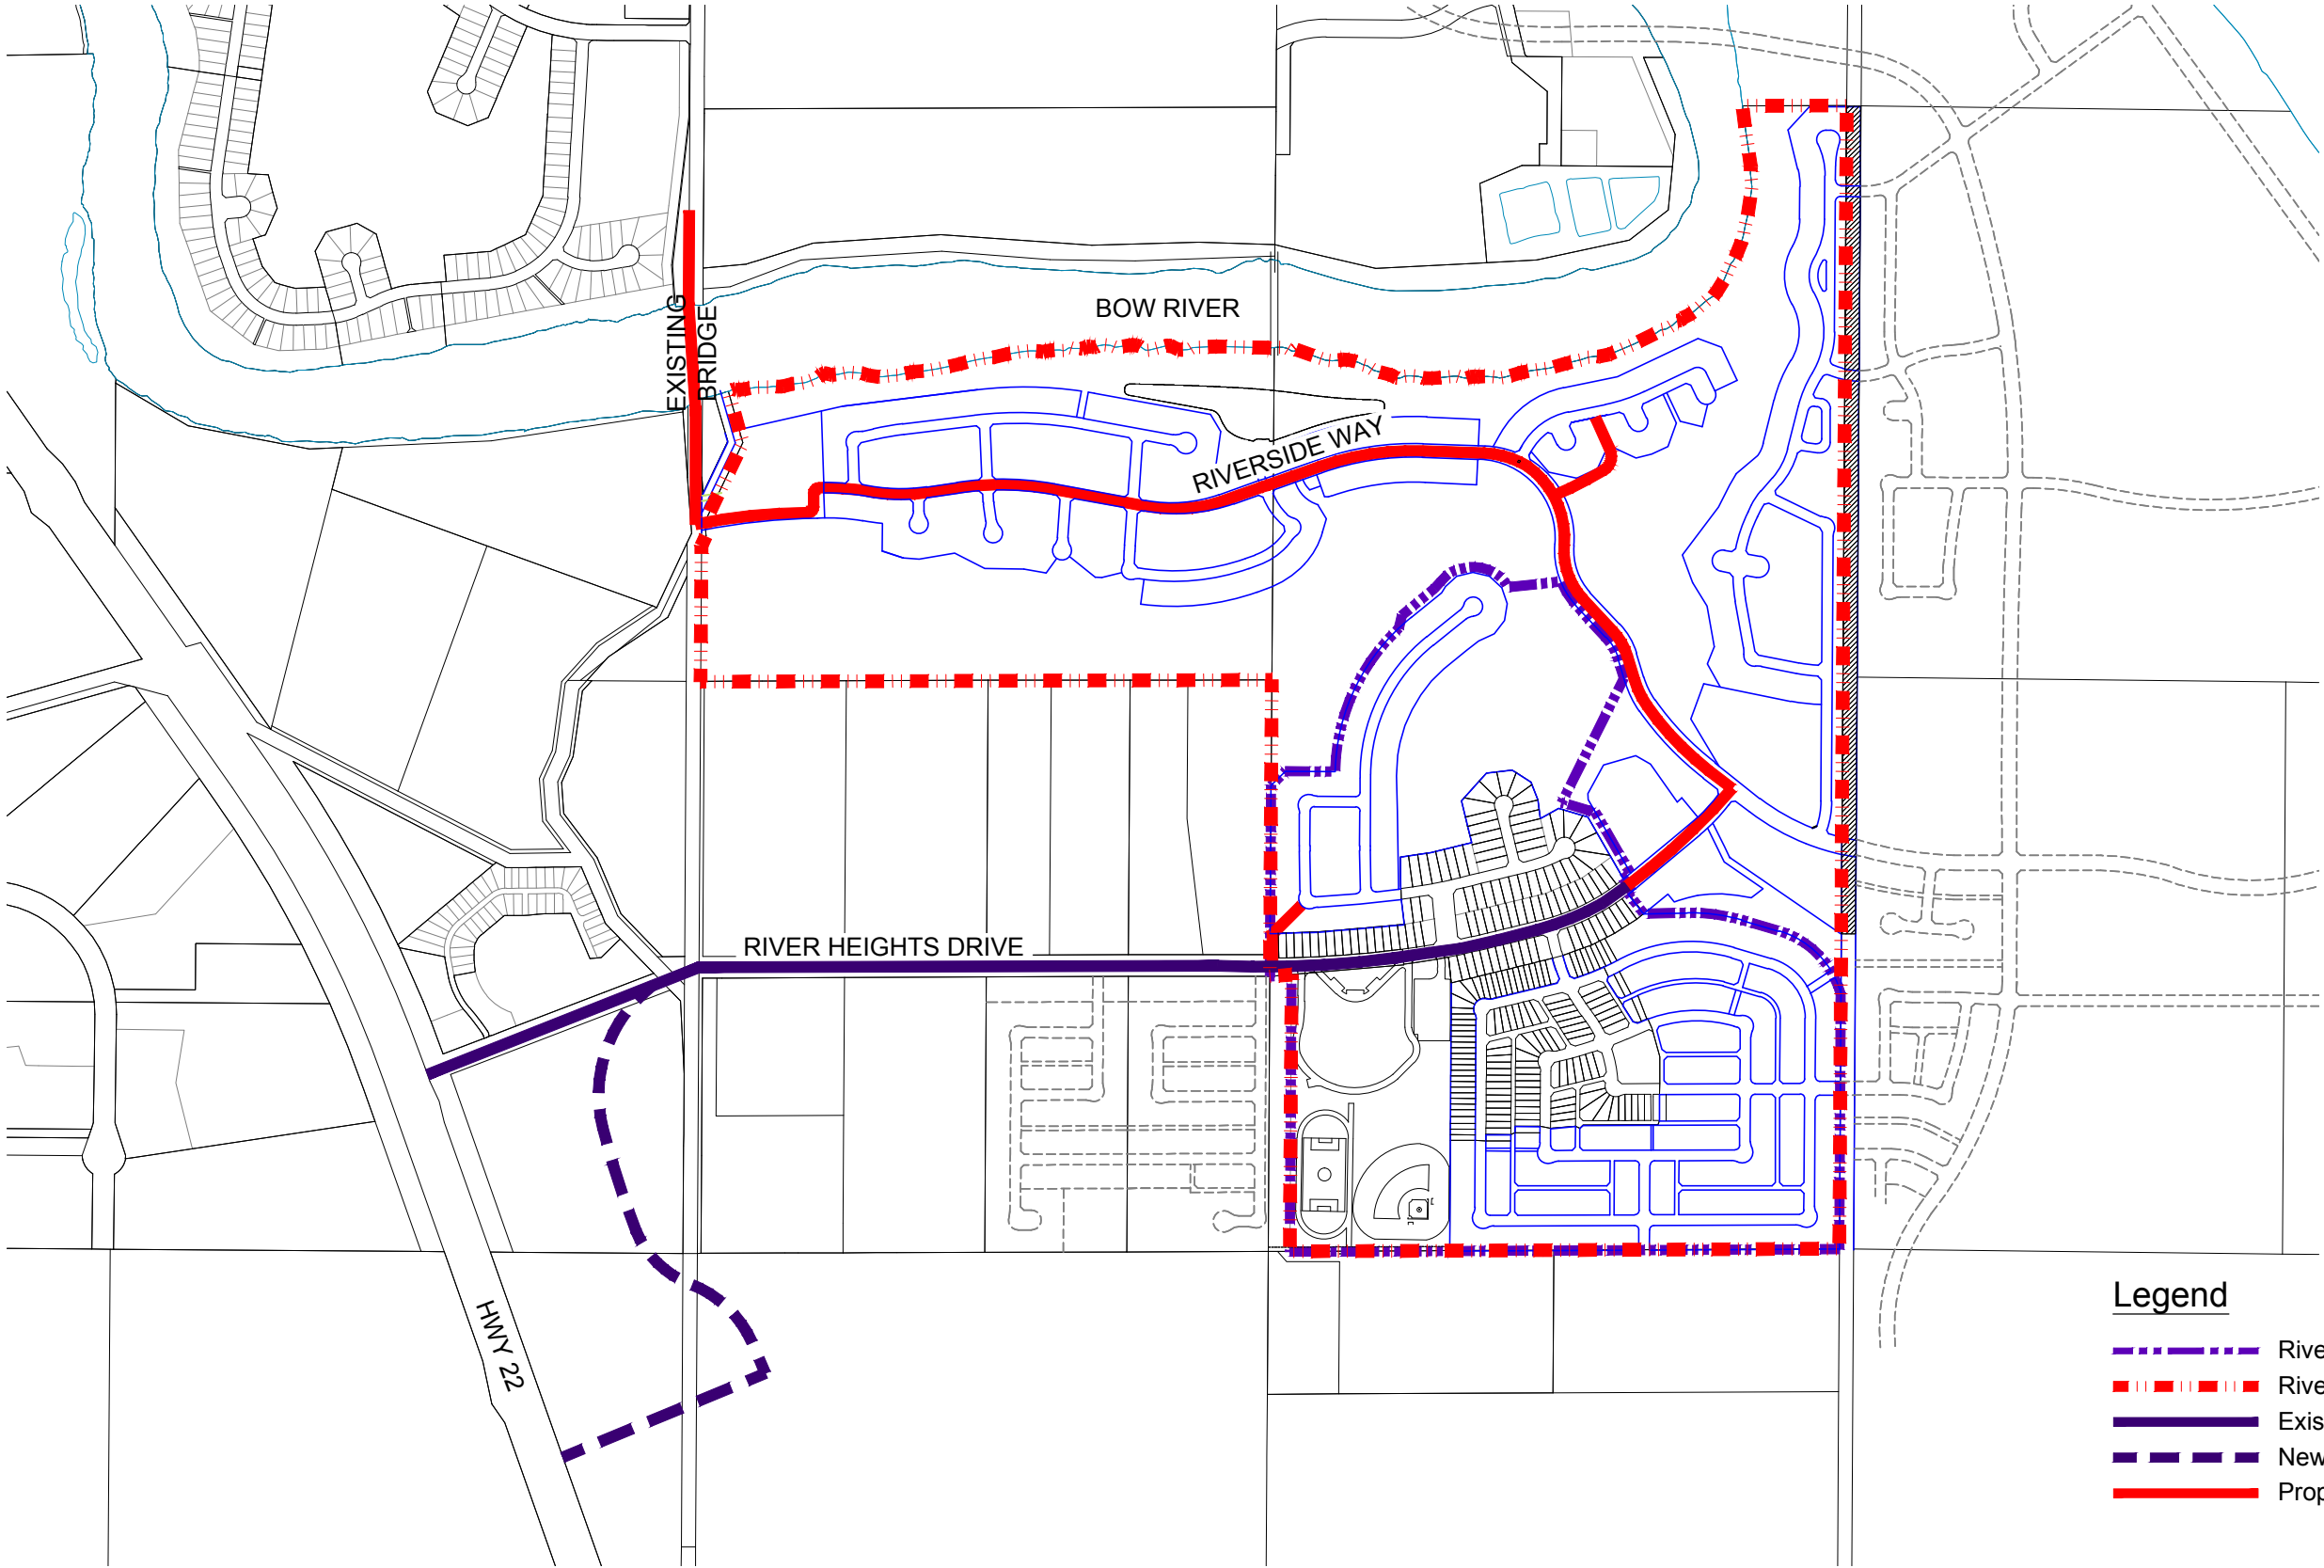 BOW RIVER
EXISTING
BRIDGE
RIVERSIDE WAY
RIVER HEIGHTS DRIVE
HWY 22
Legend